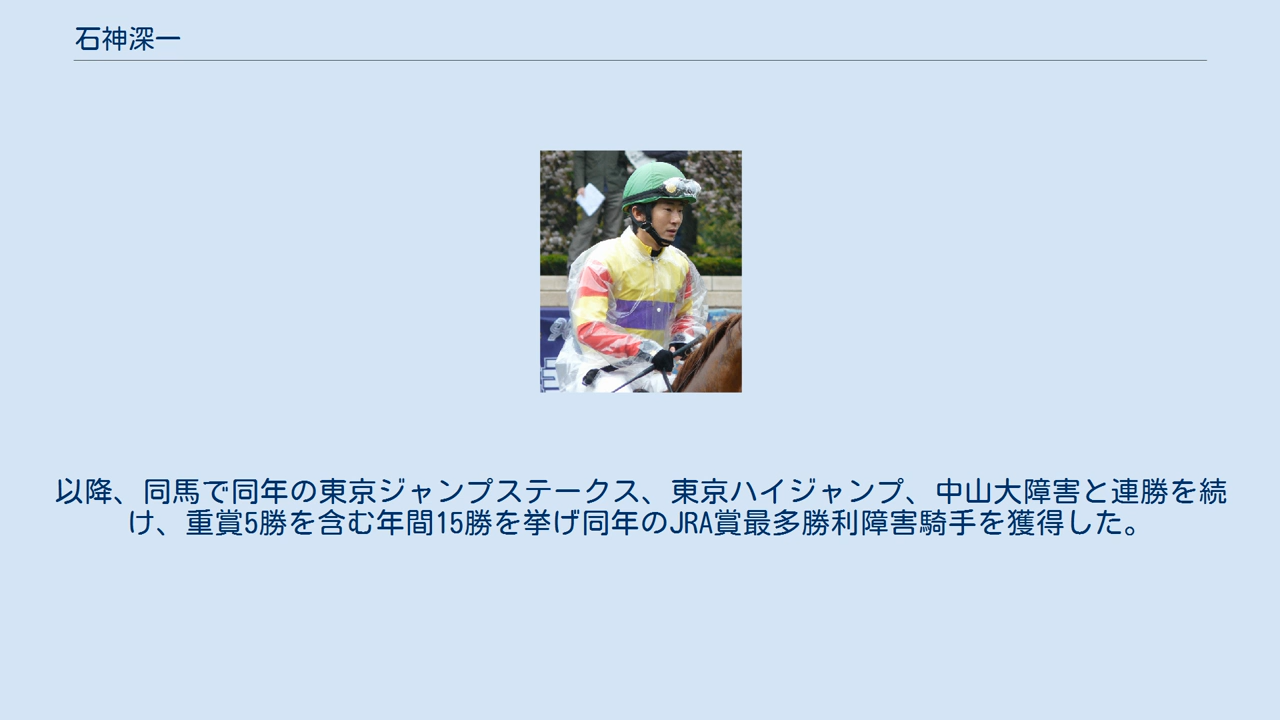 石神深一
以降、同馬で同年の東京ジャンプステークス、東京ハイジャンプ、中山大障害と連勝を続
け、重賞5勝を含む年間15勝を挙げ同年のJRA賞最多勝利障害騎手を獲得した。